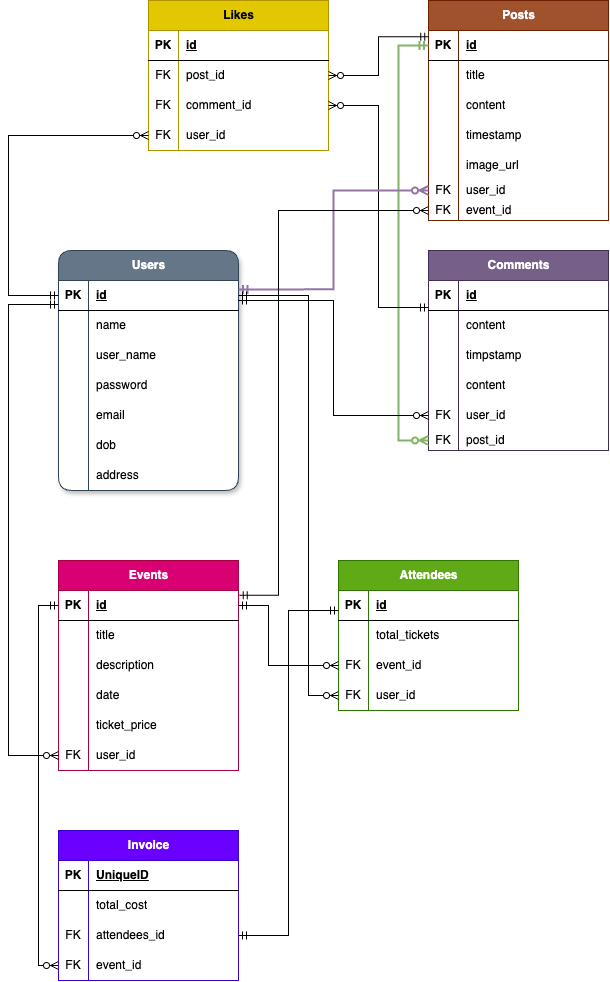 Likes
PK id
FK post_id
FK comment_id
FK user_id
Posts
PK id
title
content
timestamp
image_url
FK user_id
FK event_id
Users
PK id
name
user_name
password
email
dob
address
Comments
PK id
content
timpstamp
content
FK user_id
FK post_id
Events
PK id
title
description
date
ticket_price
FK user_id
Attendees
PK id
total_tickets
FK event_id
FK user_id
Invoice
PK UniqueID
total_cost
FK attendees_id
FK event_id